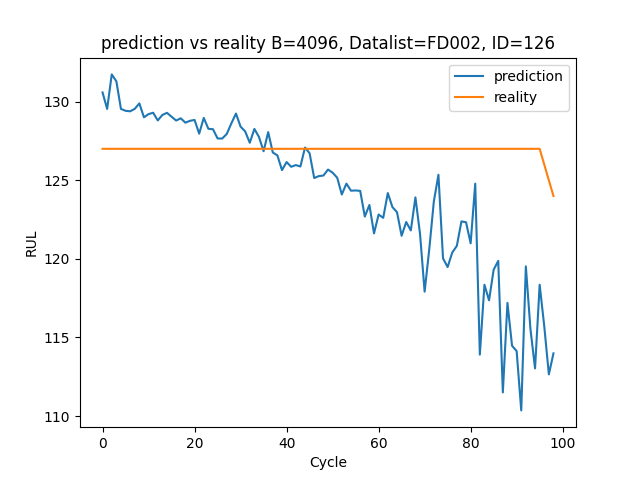 prediction vs reality B=4096, Datalist=FD002, ID=126
prediction
reality
130
125
120
115
110
RUL
0 20 40 60 80 100
Cycle